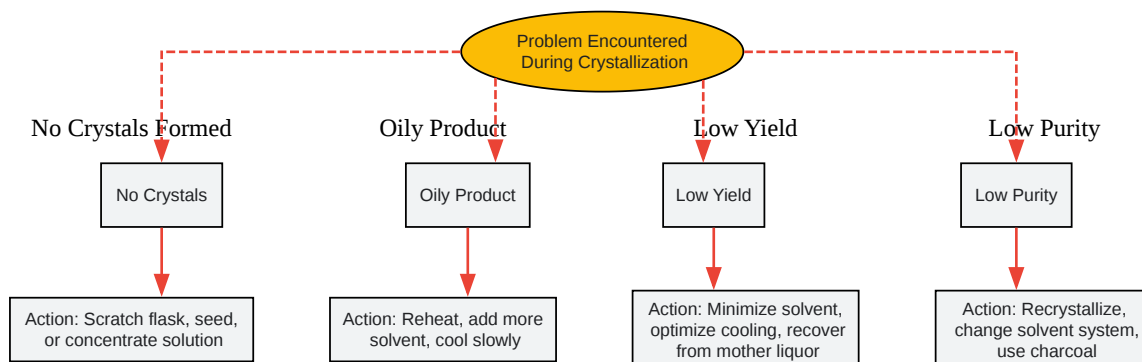 Problem Encountered
During Crystallization
No Crystals Formed
Oily Product
Low Yield
Low Purity
No Crystals
Oily Product
Low Yield
Low Purity
Action: Scratch flask, seed,
or concentrate solution
Action: Reheat, add more
solvent, cool slowly
Action: Minimize solvent,
optimize cooling, recover
from mother liquor
Action: Recrystallize,
change solvent system,
use charcoal